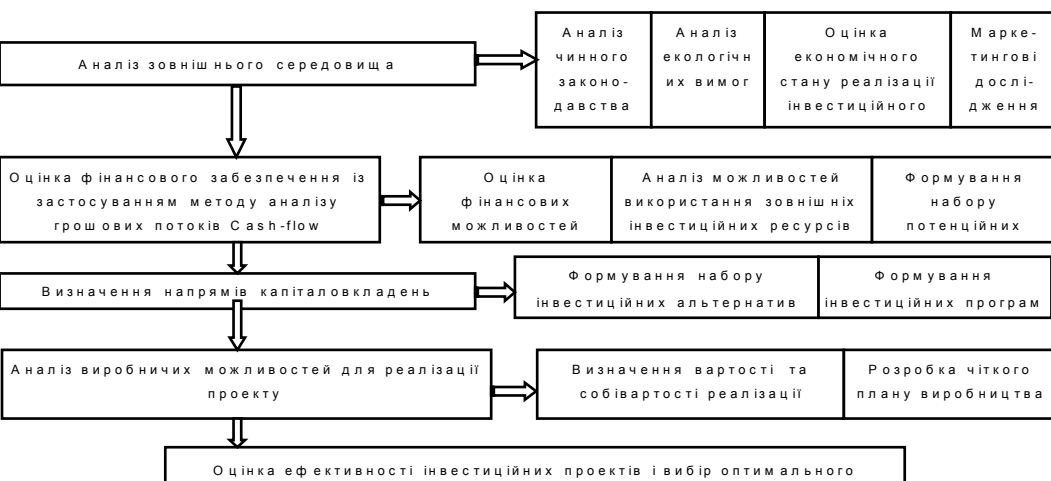 Аналіз зовнішнього середовища
Аналіз
чинного
законо-
давства
Аналіз
екологічн
их вимог
Оцінка
економічного
стану реалізації
інвестиційного
Марке-
тингові
дослі-
дження
Оцінка фінансового забезпечення із
застосуванням методу аналізу
грошових потоків Cash-flow
Оцінка
фінансових
можливостей
Аналіз можливостей
використання зовнішніх
інвестиційних ресурсів
Формування
набору
потенційних
Визначення напрямів капіталовкладень
Формування набору
інвестиційних альтернатив
Формування
інвестиційних програм
Аналіз виробничих можливостей для реалізації
проекту
Визначення вартості та
собівартості реалізації
Розробка чіткого
плану виробництва
Оцінка ефективності інвестиційних проектів і вибір оптимального